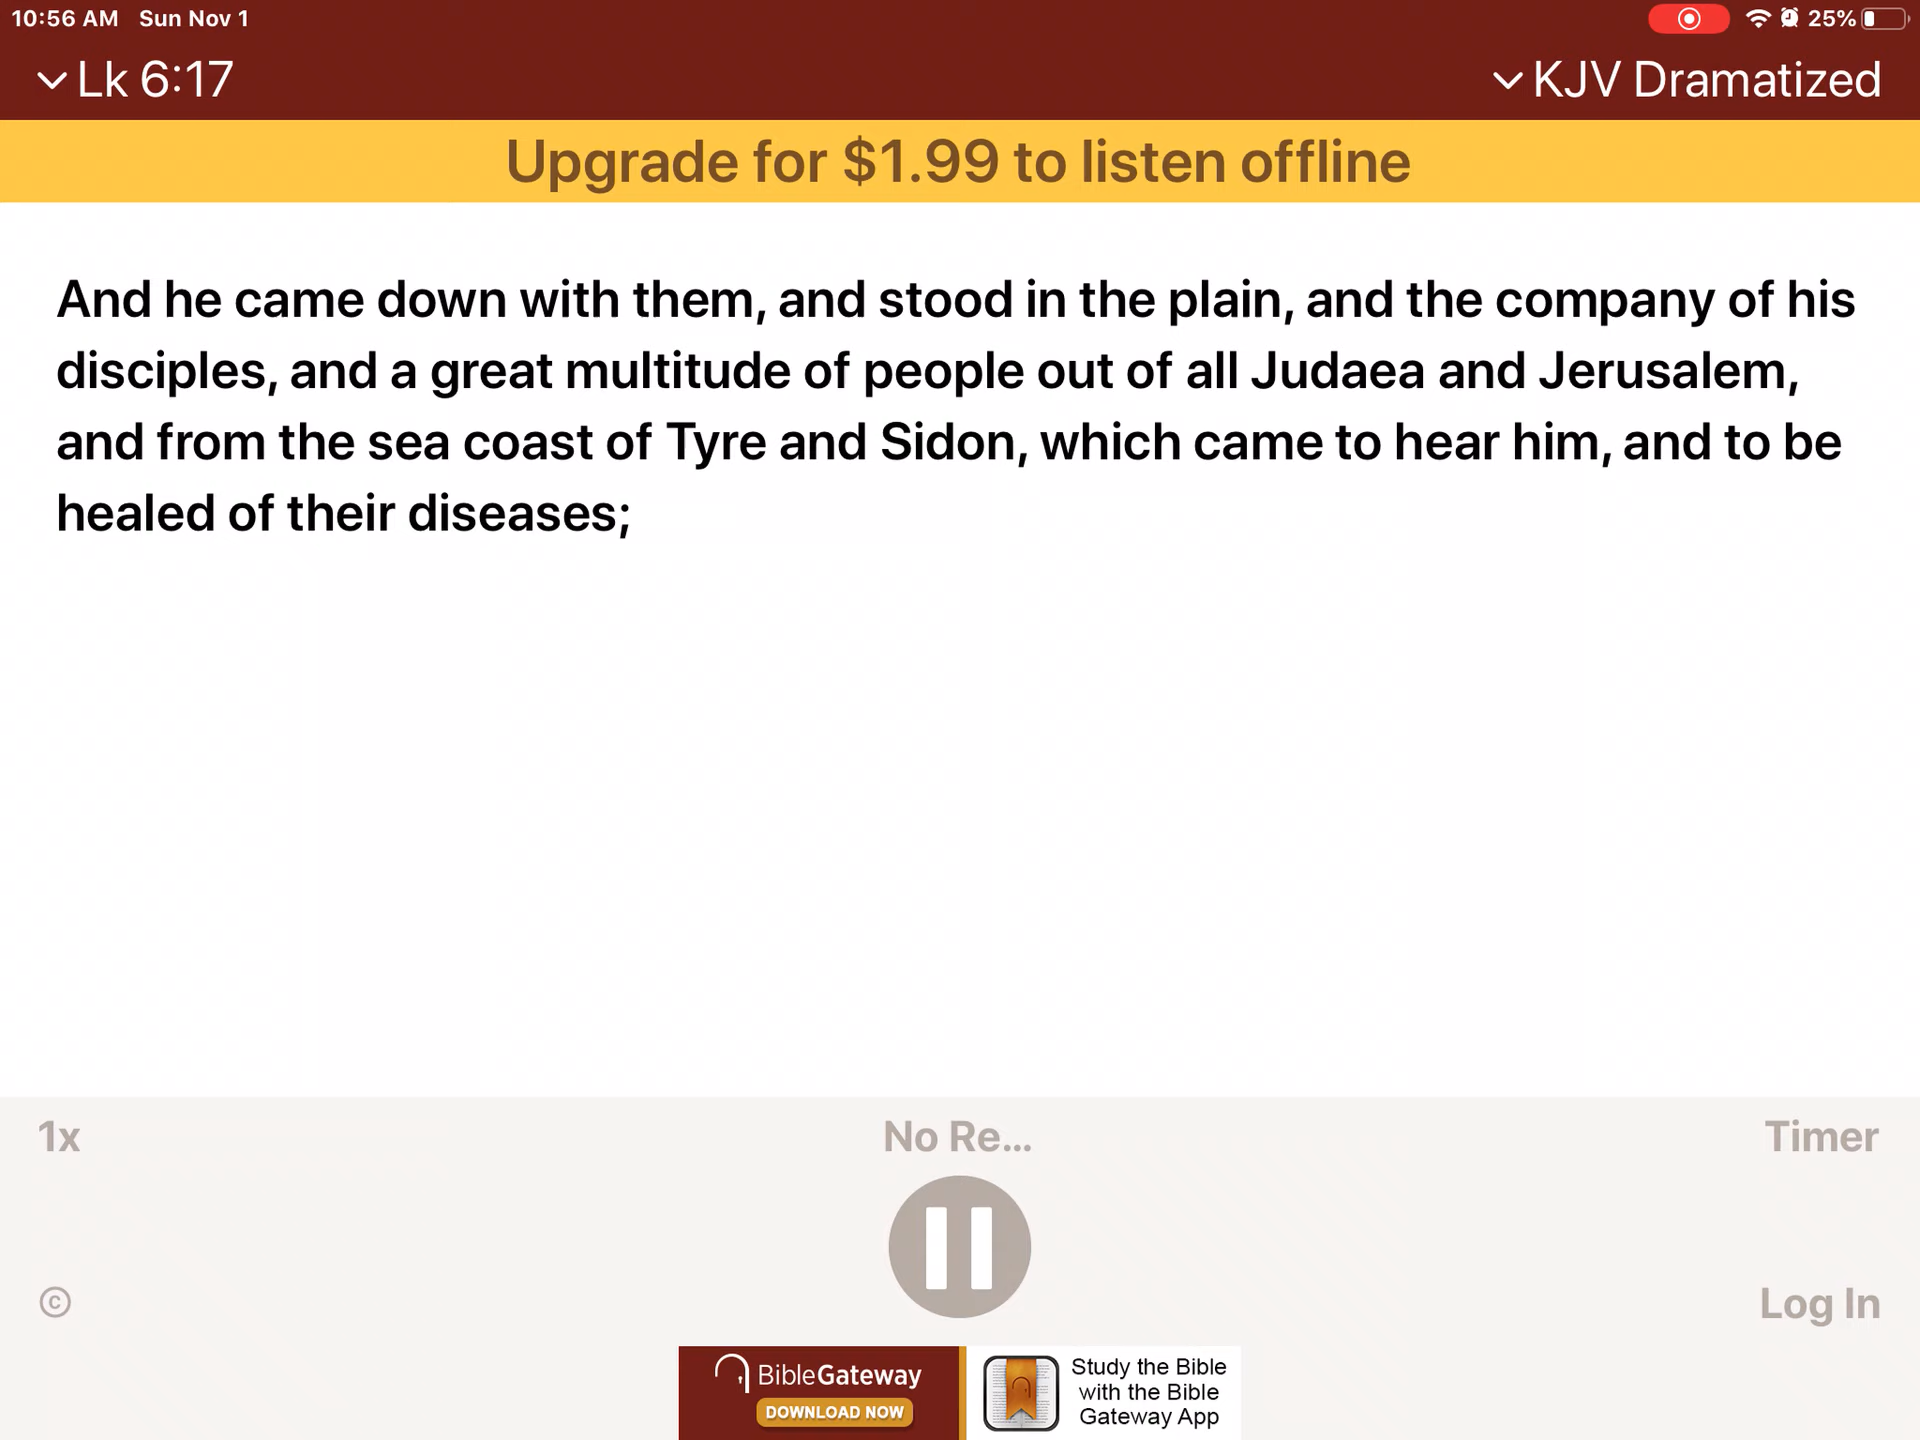 10:56 AM Sun Nov 1
25%
Lk 6:17
KJV Dramatized
Upgrade for $1.99 to listen offline
And he came down with them, and stood in the plain, and the company of his
disciples, and a great multitude of people out of all Judaea and Jerusalem,
and from the sea coast of Tyre and Sidon, which came to hear him, and to be
healed of their diseases;
1x
No Re...
Timer
©
Log In
BibleGateway
DOWNLOAD NOW
Study the Bible
with the Bible
Gateway App